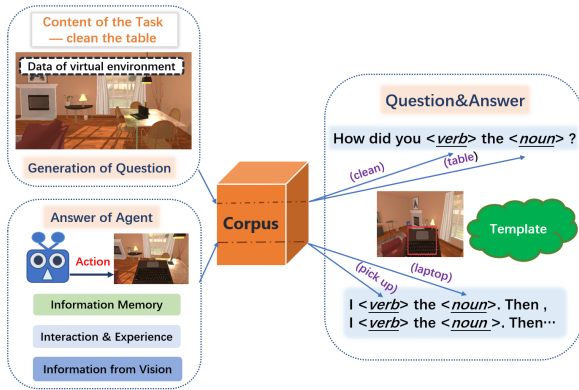 Content of the Task
— clean the table
Data of virtual environment
Generation of Question
Answer of Agent
Action
Information Memory
Interaction & Experience
Information from Vision
Corpus
Question&Answer
How did you <verb> the <noun> ?
(clean)
(table)
Template
(pick up)
(laptop)
I <verb> the <noun>. Then ,
I <verb> the <noun >. Then⋯